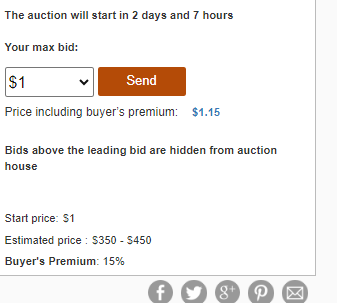 The auction will start in 2 days and 7 hours
Your max bid:
$1 Send
Price including buyer's premium: $1.15
Bids above the leading bid are hidden from auction
house
Start price: $1
Estimated price : $350 - $450
Buyer's Premium: 15%
f 8+